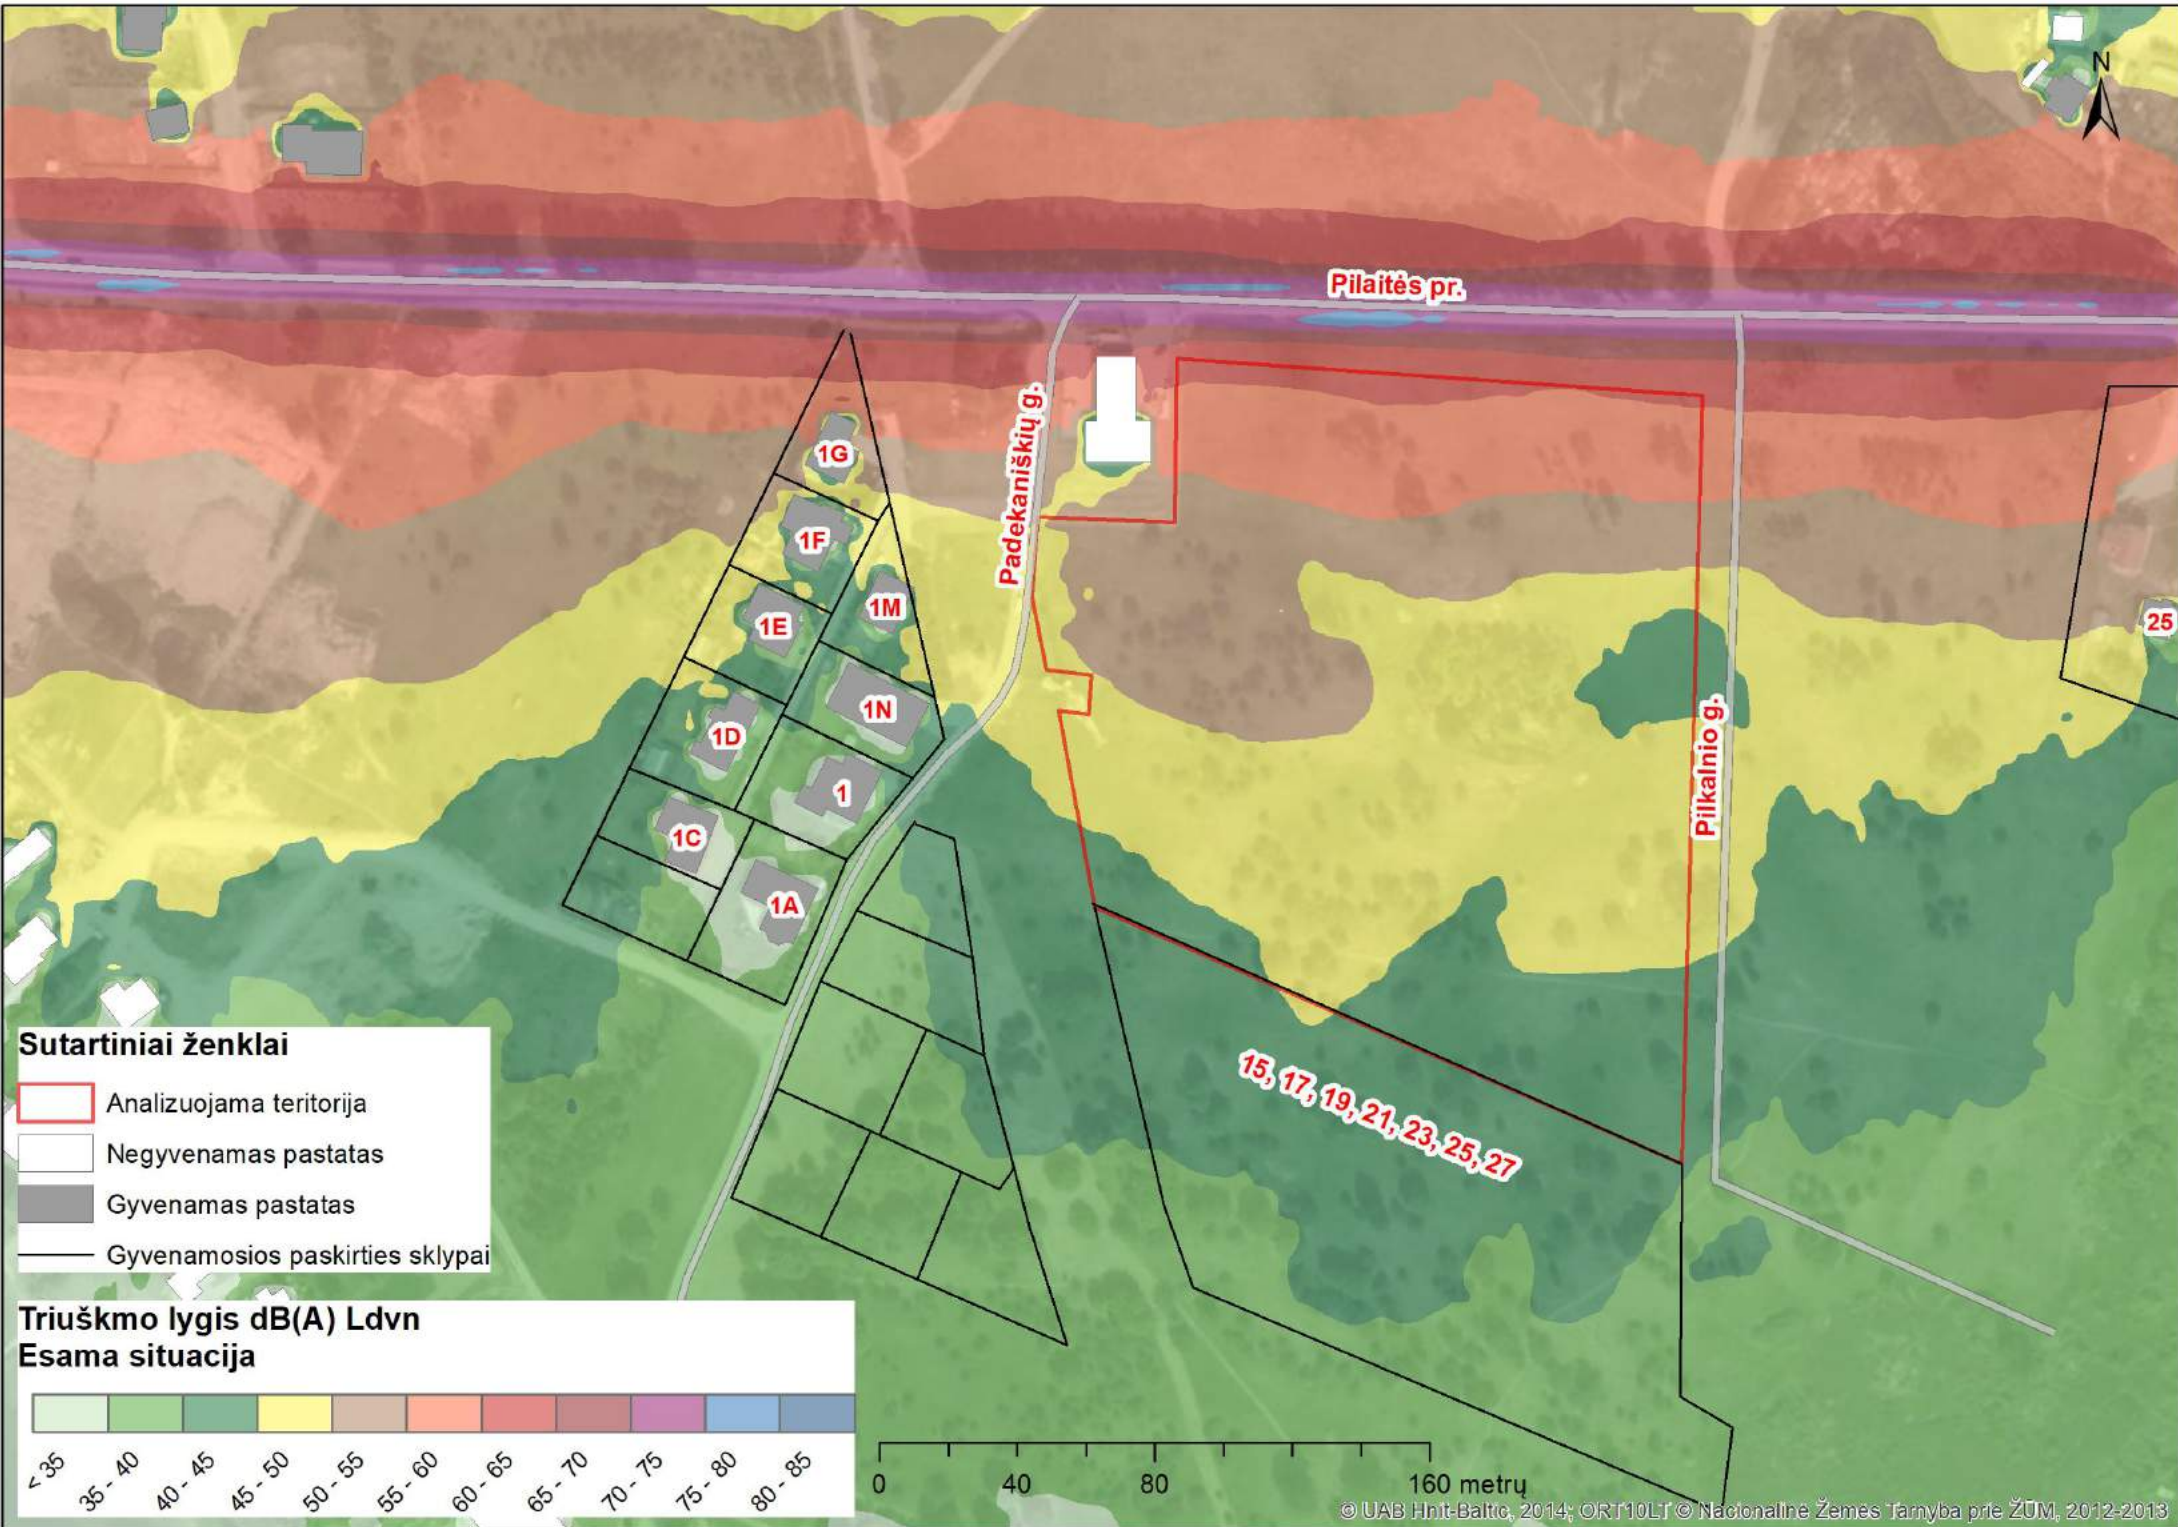 N
Pilaitės pr.
Padekaniškių g.
1G
1F
1M
1E
25
1N
1D
Pilkalnio g.
1
1C
1A
15, 17, 19, 21, 23, 25, 27
Sutartiniai ženklai
Analizuojama teritorija
Negyvenamas pastatas
Gyvenamas pastatas
Gyvenamosios paskirties sklypai
Triuškmo lygis dB(A) Ldvn
Esama situacija
< 35 35 - 40 40 - 45 45 - 50 50 - 55 55 - 60 60 - 65 65 - 70 70 - 75 75 - 80 80 - 85
0 40 80 160 metrų
© UAB Hnit-Baltic, 2014; ORT10LT © Nacionalinė Žemės Tarnyba prie ŽŪM, 2012-2013